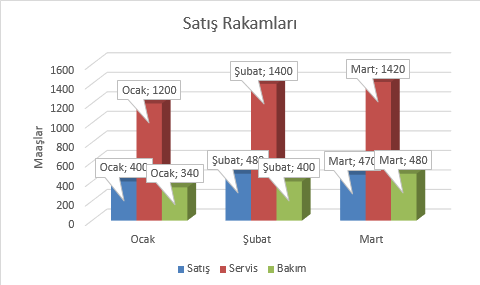 Satış Rakamları
Maaşlar
1600
1400
1200
1000
800
600
400
200
0
Ocak; 400
Ocak; 1200
Ocak; 340
Şubat; 480
Şubat; 1400
Şubat; 400
Mart; 470
Mart; 1420
Mart; 480
Ocak
Şubat
Mart
Satış
Servis
Bakım